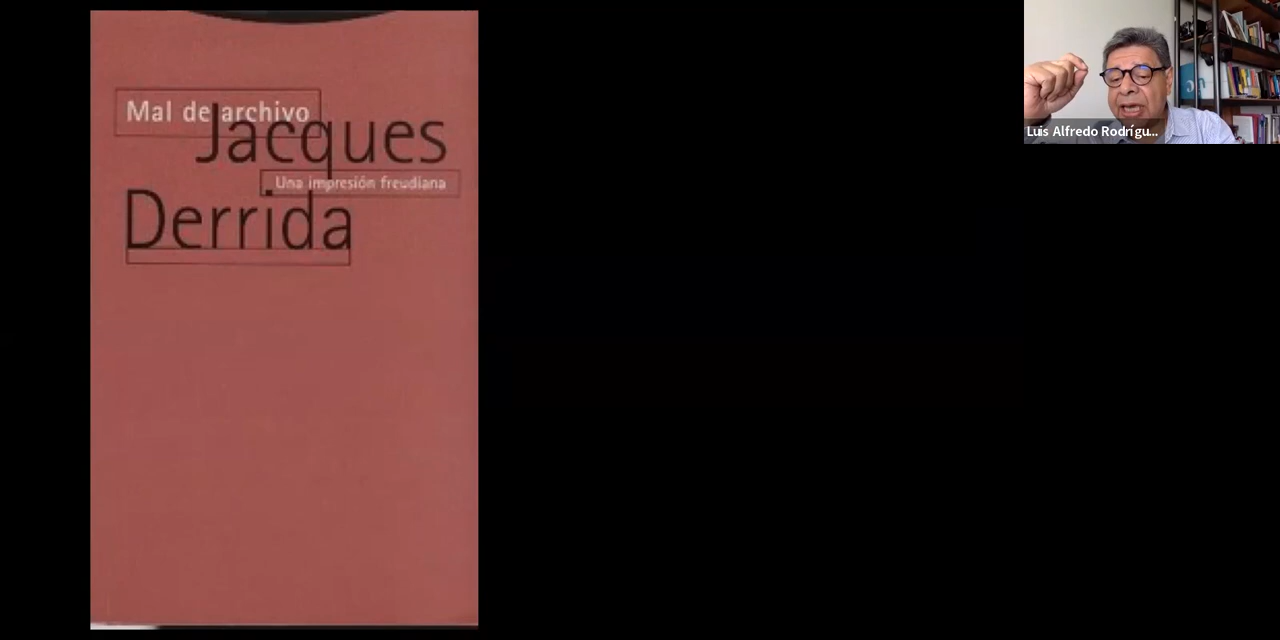 Mal de archivo
Jacques
Una impresión freudiana
Derrida
Luis Alfredo Rodrígu...